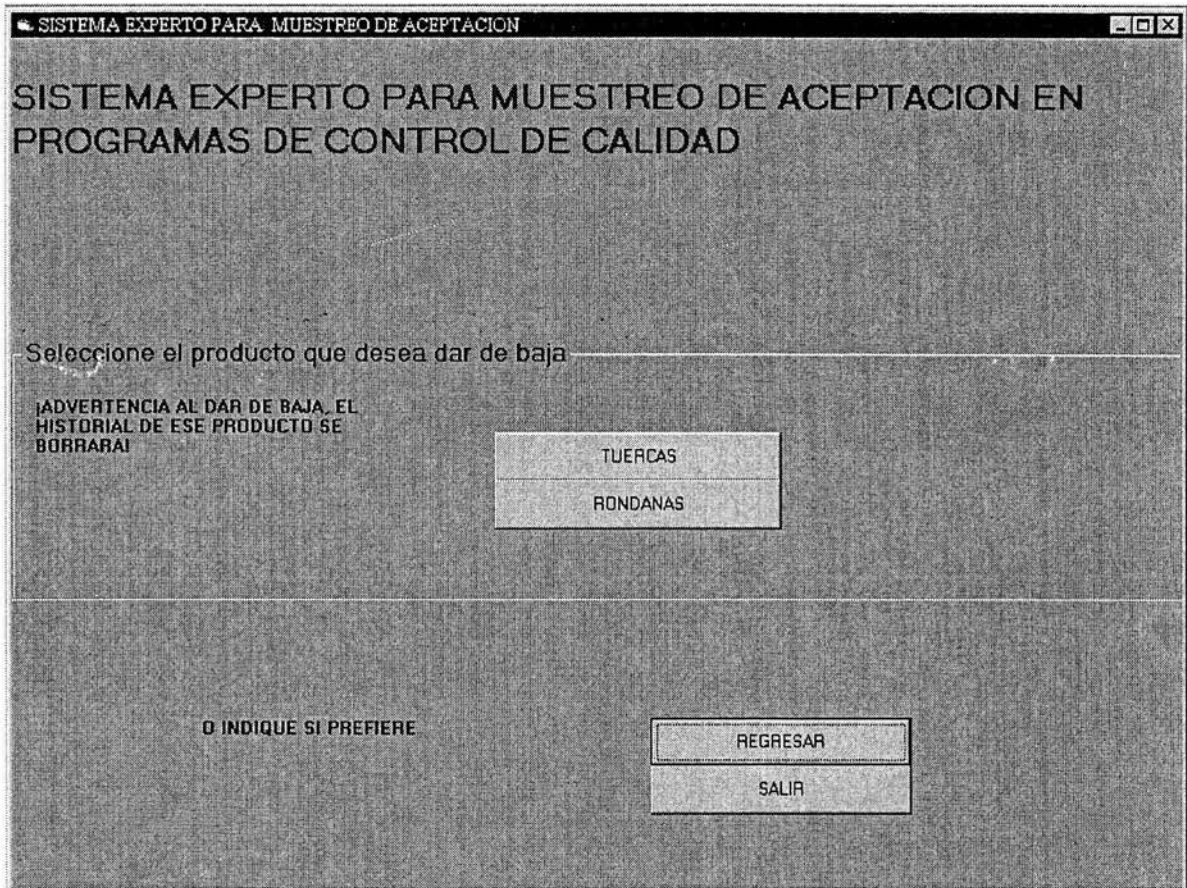 SISTEMA EXPERTO PARA MUESTREO DE ACEPTACION
SISTEMA EXPERTO PARA MUESTREO DE ACEPTACION EN
PROGRAMAS DE CONTROL DE CALIDAD
Seleccione el producto que desea dar de baja
¡ADVERTENCIA AL DAR DE BAJA, EL
HISTORIAL DE ESE PRODUCTO SE
BORRARA!
TUERCAS
RONDANAS
O INDIQUE SI PREFIERE
REGRESAR
SALIR